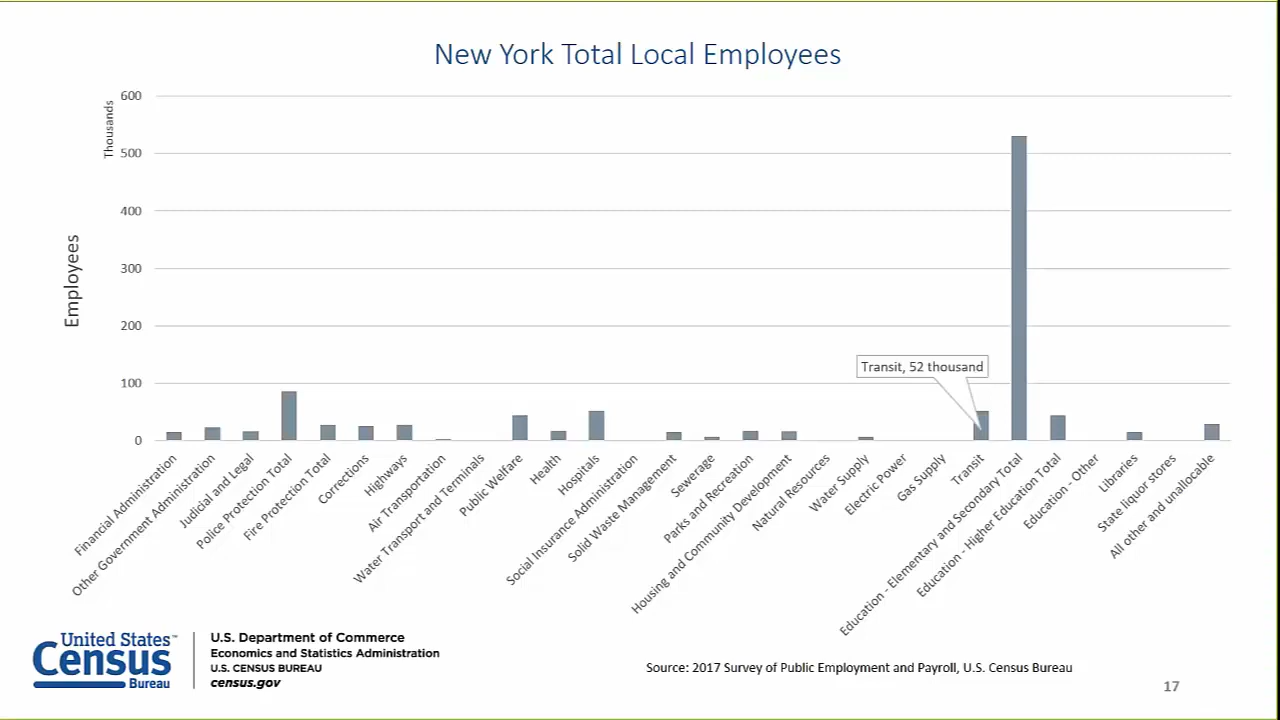 New York Total Local Employees
Thousands
Employees
600
500
400
300
200
100
0
Transit, 52 thousand
Financial Administration
Other Government Administration
Judicial and Legal
Police Protection Total
Fire Protection Total
Corrections
Highways
Air Transportation
Water Transport and Terminals
Public Welfare
Health
Hospitals
Social Insurance Administration
Solid Waste Management
Sewerage
Parks and Recreation
Housing and Community Development
Natural Resources
Water Supply
Electric Power
Gas Supply
Transit
Education - Elementary and Secondary Total
Education - Higher Education Total
Education - Other
Libraries
State liquor stores
All other and unallocable
United States™
Census
Bureau
U.S. Department of Commerce
Economics and Statistics Administration
U.S. CENSUS BUREAU
census.gov
Source: 2017 Survey of Public Employment and Payroll, U.S. Census Bureau
17